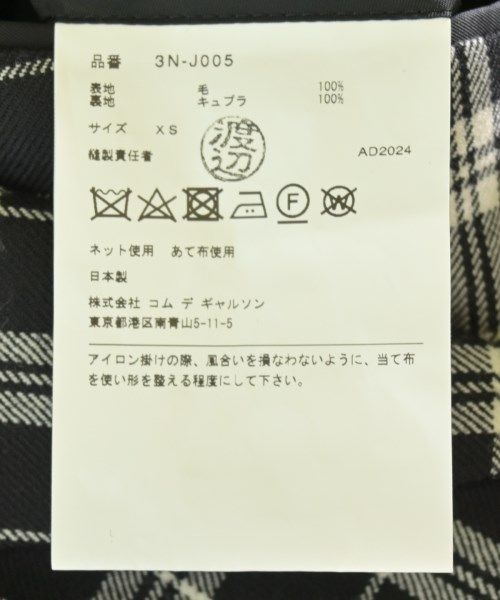 品番 3N-J005
表地 毛 100%
裏地 キュプラ 100%
サイズ XS
渡辺
縫製責任者
AD2024
F
W
ネット使用 あて布使用
日本製
株式会社 コム デ ギャルソン
東京都港区南青山5-11-5
アイロン掛けの際、風合いを損なわないように、当て布
を使い形を整える程度にして下さい。